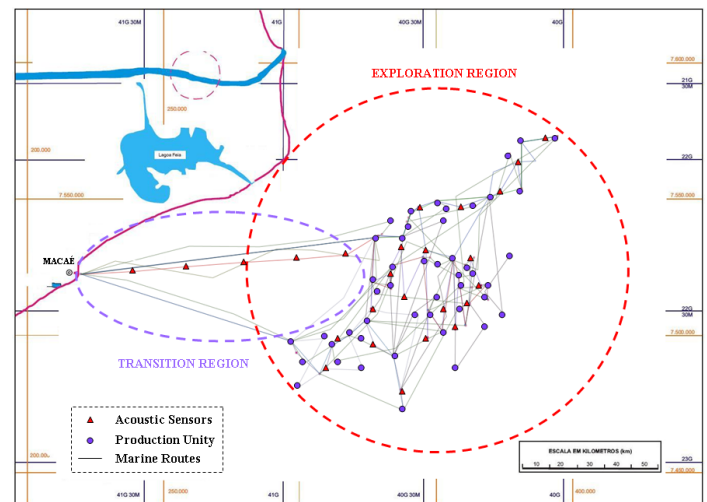 41G 30M
41G
40G 30M
40G
7.600.000
EXPLORATION REGION
21G
30M
250.000
200.000
Lagoa Feia
22G
7.550.000
7.550.000
MACAÉ
22G
30M
7.500.000
TRANSITION REGION
Acoustic Sensors
Production Unity
Marine Routes
ESCALA EM KILOMETROS (km)
10 20 30 40 50
200.000
23G
7.450.000
41G 30M
250.000
41G
40G 30M
400.000
40G